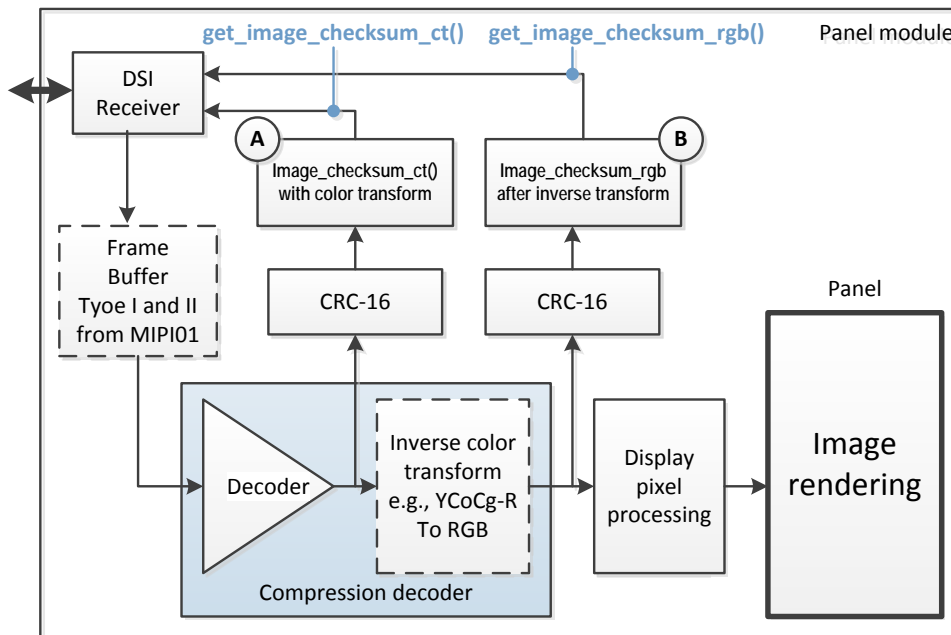 get_image_checksum_ct()
get_image_checksum_rgb()
Panel module
DSI
Receiver
A
Image_checksum_ct()
with color transform
B
Image_checksum_rgb
after inverse transform
Frame
Buffer
Tyoe I and II
from MIPI01
CRC-16
CRC-16
Panel
Decoder
Inverse color
transform
e.g., YCoCg-R
To RGB
Compression decoder
Display
pixel
processing
Image
rendering